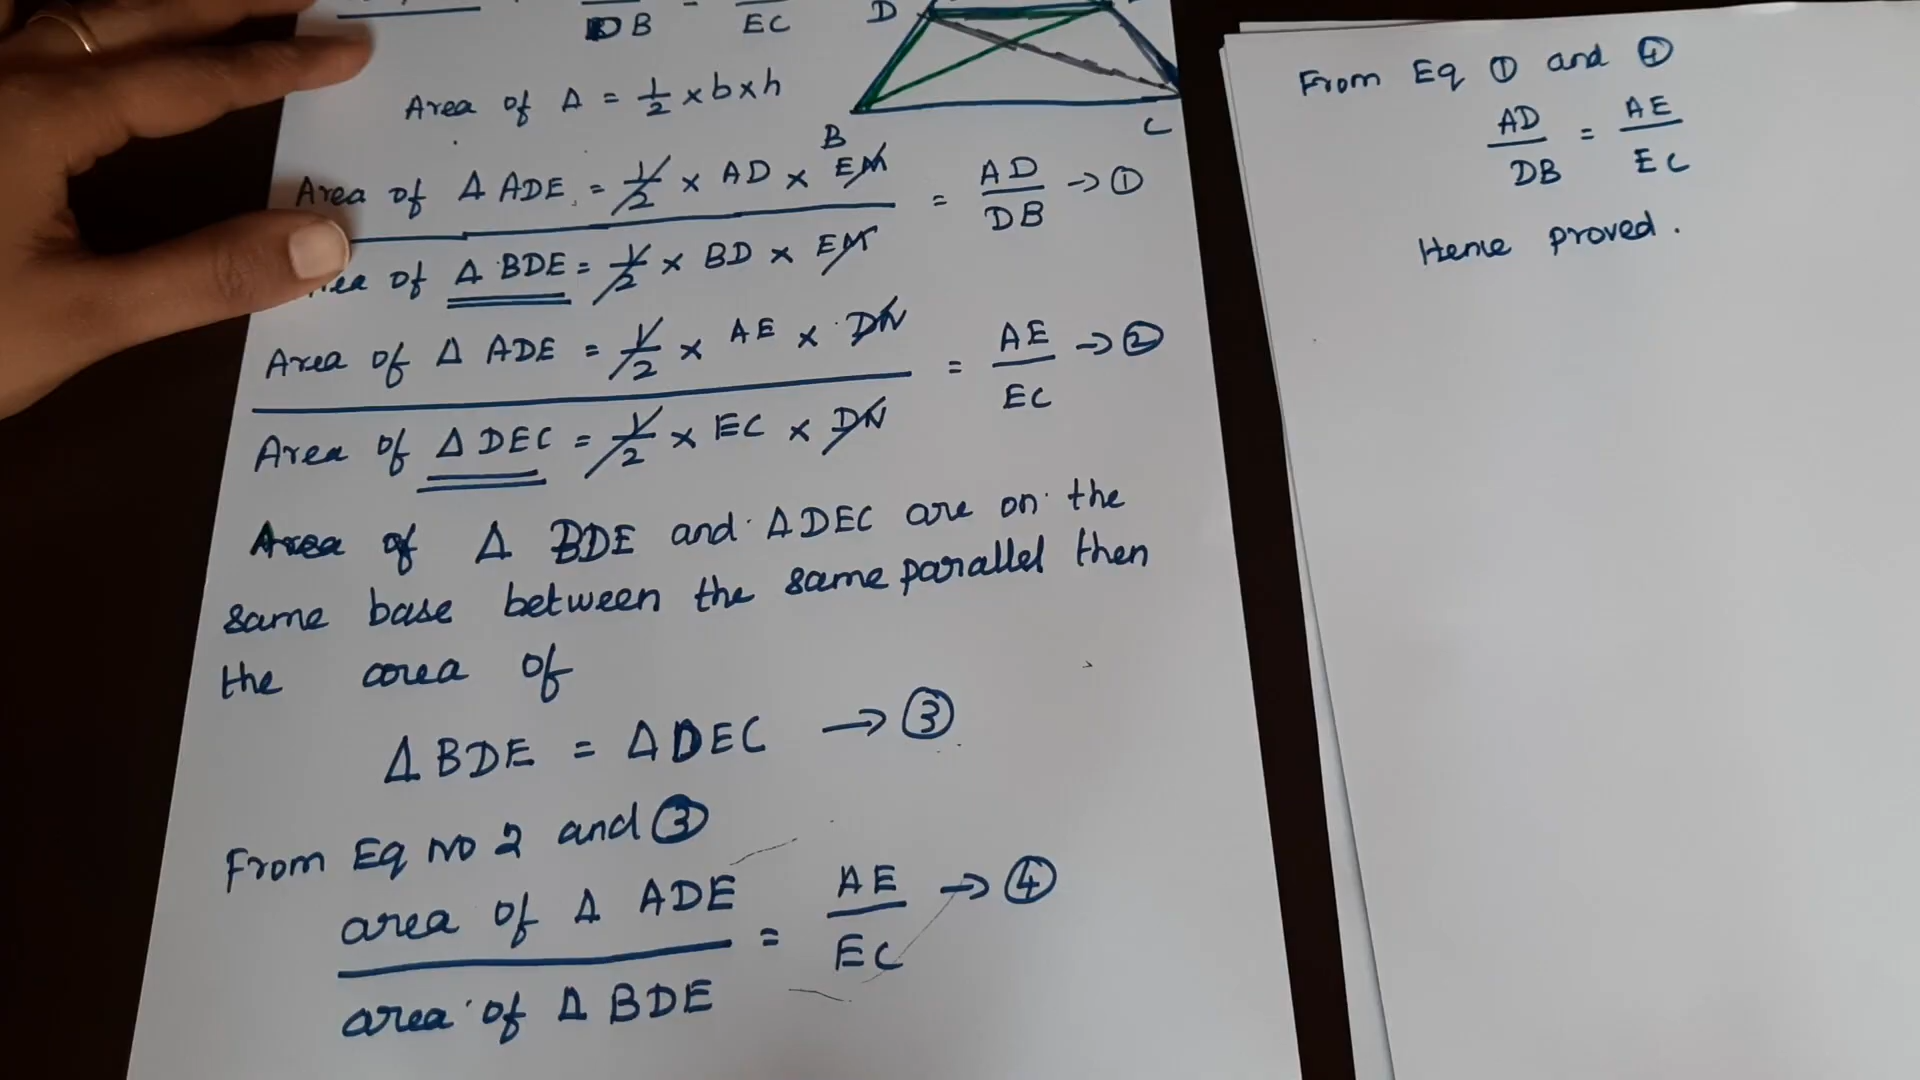 DB = EC
D
Area of Δ = 1/2 × b × h
B
C
Area of Δ ADE = 1/2 × AD × EM
Area of Δ BDE = 1/2 × BD × EM
= AD/DB → ①
Area of Δ ADE = 1/2 × AE × DN
Area of Δ DEC = 1/2 × EC × DN
= AE/EC → ②
Area of Δ BDE and Δ DEC are on the
same base between the same parallel then
the area of
Δ BDE = Δ DEC → ③
From Eq no 2 and ③
area of Δ ADE
area of Δ BDE
= AE/EC → ④
From Eq ① and ④
AD/DB = AE/EC
Hence proved.